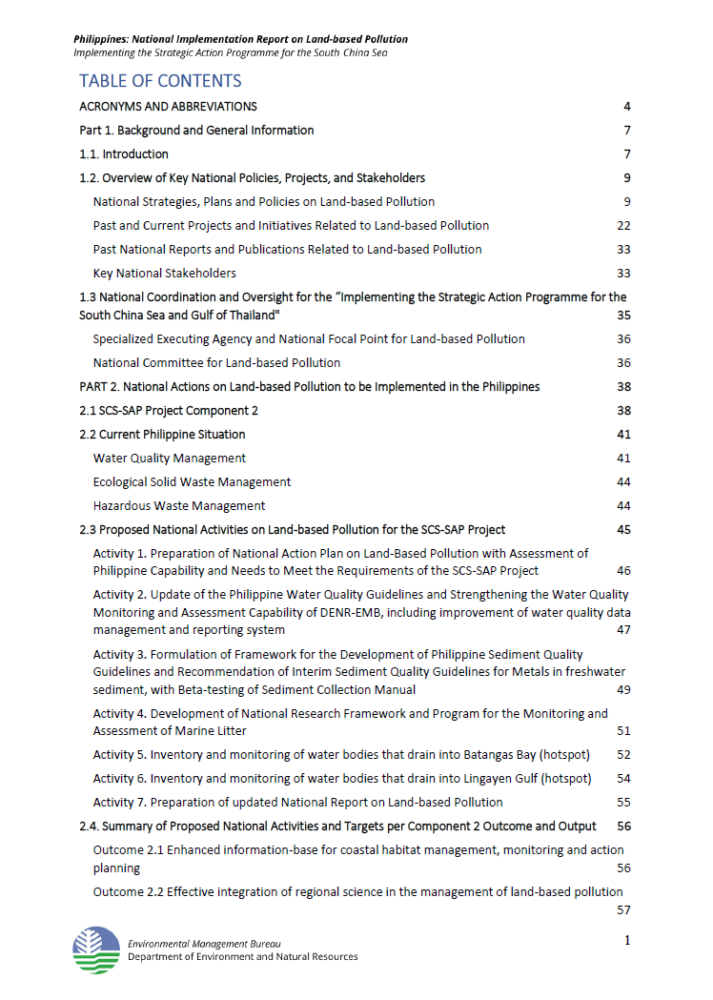 Philippines: National Implementation Report on Land-based Pollution
Implementing the Strategic Action Programme for the South China Sea
TABLE OF CONTENTS
ACRONYMS AND ABBREVIATIONS 4
Part 1. Background and General Information 7
1.1. Introduction 7
1.2. Overview of Key National Policies, Projects, and Stakeholders 9
National Strategies, Plans and Policies on Land-based Pollution 9
Past and Current Projects and Initiatives Related to Land-based Pollution 22
Past National Reports and Publications Related to Land-based Pollution 33
Key National Stakeholders 33
1.3 National Coordination and Oversight for the “Implementing the Strategic Action Programme for the
South China Sea and Gulf of Thailand" 35
Specialized Executing Agency and National Focal Point for Land-based Pollution 36
National Committee for Land-based Pollution 36
PART 2. National Actions on Land-based Pollution to be Implemented in the Philippines 38
2.1 SCS-SAP Project Component 2 38
2.2 Current Philippine Situation 41
Water Quality Management 41
Ecological Solid Waste Management 44
Hazardous Waste Management 44
2.3 Proposed National Activities on Land-based Pollution for the SCS-SAP Project 45
Activity 1. Preparation of National Action Plan on Land-Based Pollution with Assessment of
Philippine Capability and Needs to Meet the Requirements of the SCS-SAP Project 46
Activity 2. Update of the Philippine Water Quality Guidelines and Strengthening the Water Quality
Monitoring and Assessment Capability of DENR-EMB, including improvement of water quality data
management and reporting system 47
Activity 3. Formulation of Framework for the Development of Philippine Sediment Quality
Guidelines and Recommendation of Interim Sediment Quality Guidelines for Metals in freshwater
sediment, with Beta-testing of Sediment Collection Manual 49
Activity 4. Development of National Research Framework and Program for the Monitoring and
Assessment of Marine Litter 51
Activity 5. Inventory and monitoring of water bodies that drain into Batangas Bay (hotspot) 52
Activity 6. Inventory and monitoring of water bodies that drain into Lingayen Gulf (hotspot) 54
Activity 7. Preparation of updated National Report on Land-based Pollution 55
2.4. Summary of Proposed National Activities and Targets per Component 2 Outcome and Output 56
Outcome 2.1 Enhanced information-base for coastal habitat management, monitoring and action
planning 56
Outcome 2.2 Effective integration of regional science in the management of land-based pollution
57
Environmental Management Bureau
Department of Environment and Natural Resources
1